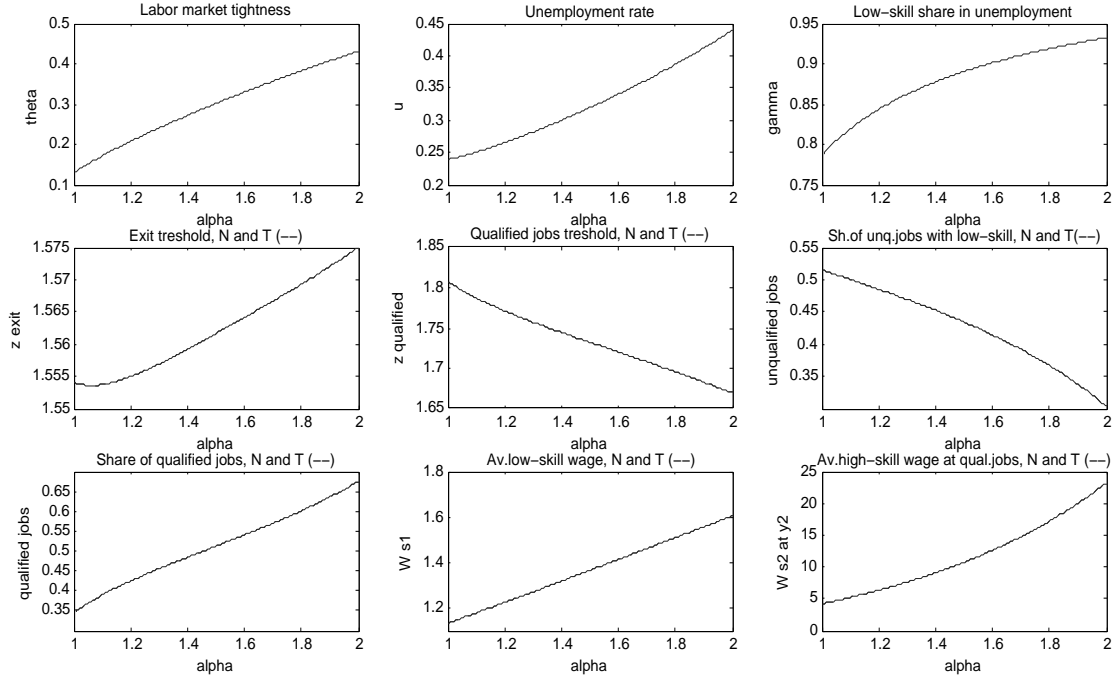 Labor market tightness
0.5
0.4
0.3
0.2
0.1
theta
1 1.2 1.4 1.6 1.8 2
alpha
Unemployment rate
0.45
0.4
0.35
0.3
0.25
0.2
u
1 1.2 1.4 1.6 1.8 2
alpha
Low−skill share in unemployment
0.95
0.9
0.85
0.8
0.75
gamma
1 1.2 1.4 1.6 1.8 2
alpha
Exit treshold, N and T (−−)
1.575
1.57
1.565
1.56
1.555
1.55
z exit
1 1.2 1.4 1.6 1.8 2
alpha
Qualified jobs treshold, N and T (−−)
1.85
1.8
1.75
1.7
1.65
z qualified
1 1.2 1.4 1.6 1.8 2
alpha
Sh.of unq.jobs with low−skill, N and T(−−)
0.55
0.5
0.45
0.4
0.35
unqualified jobs
1 1.2 1.4 1.6 1.8 2
alpha
Share of qualified jobs, N and T (−−)
0.65
0.6
0.55
0.5
0.45
0.4
0.35
qualified jobs
1 1.2 1.4 1.6 1.8 2
alpha
Av.low−skill wage, N and T (−−)
1.8
1.6
1.4
1.2
W s1
1 1.2 1.4 1.6 1.8 2
alpha
Av.high−skill wage at qual.jobs, N and T (−−)
25
20
15
10
5
0
W s2 at y2
1 1.2 1.4 1.6 1.8 2
alpha